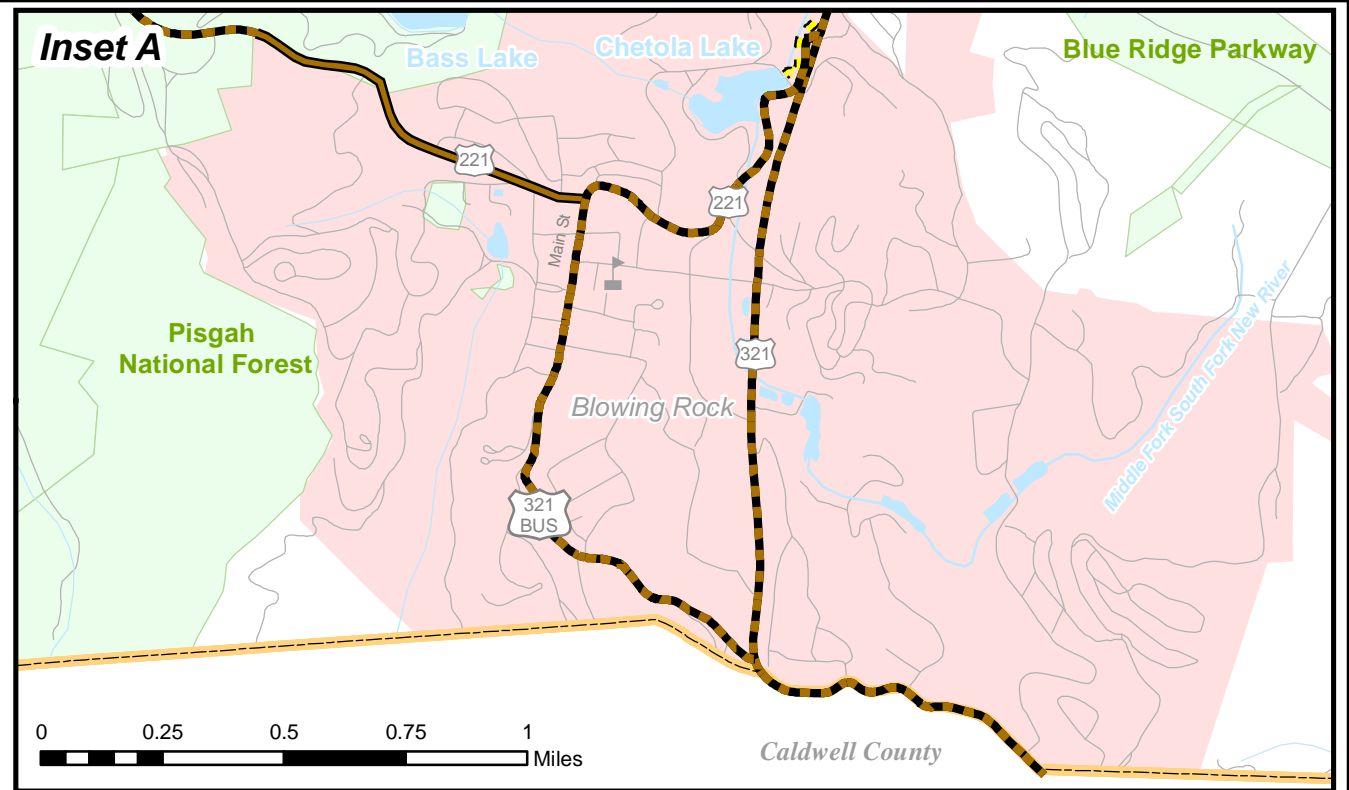 Inset A
Bass Lake
Chetola Lake
Blue Ridge Parkway
221
221
Main St
Pisgah
National Forest
321
Middle Fork South Fork New River
Blowing Rock
321
BUS
0 0.25 0.5 0.75 1
Miles
Caldwell County